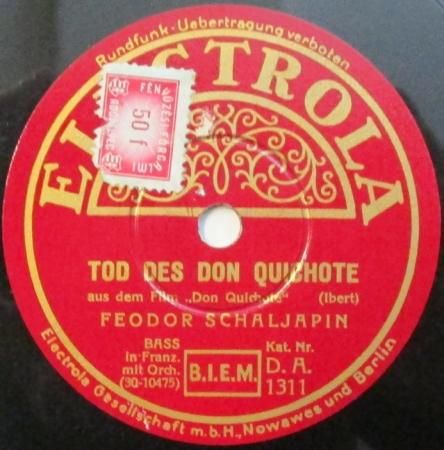 Rundfunk-Uebertragung verboten
ELECTROLA
50 f
TOD DES DON QUICHOTE
aus dem Film „Don Quichote“ (Ibert)
FEODOR SCHALJAPIN
BASS
in Franz.
mit Orch.
(3Q-10475)
B.I.E.M.
Kat. Nr.
D. A.
1311
Electrola Gesellschaft m.b.H., Nowawes und Berlin